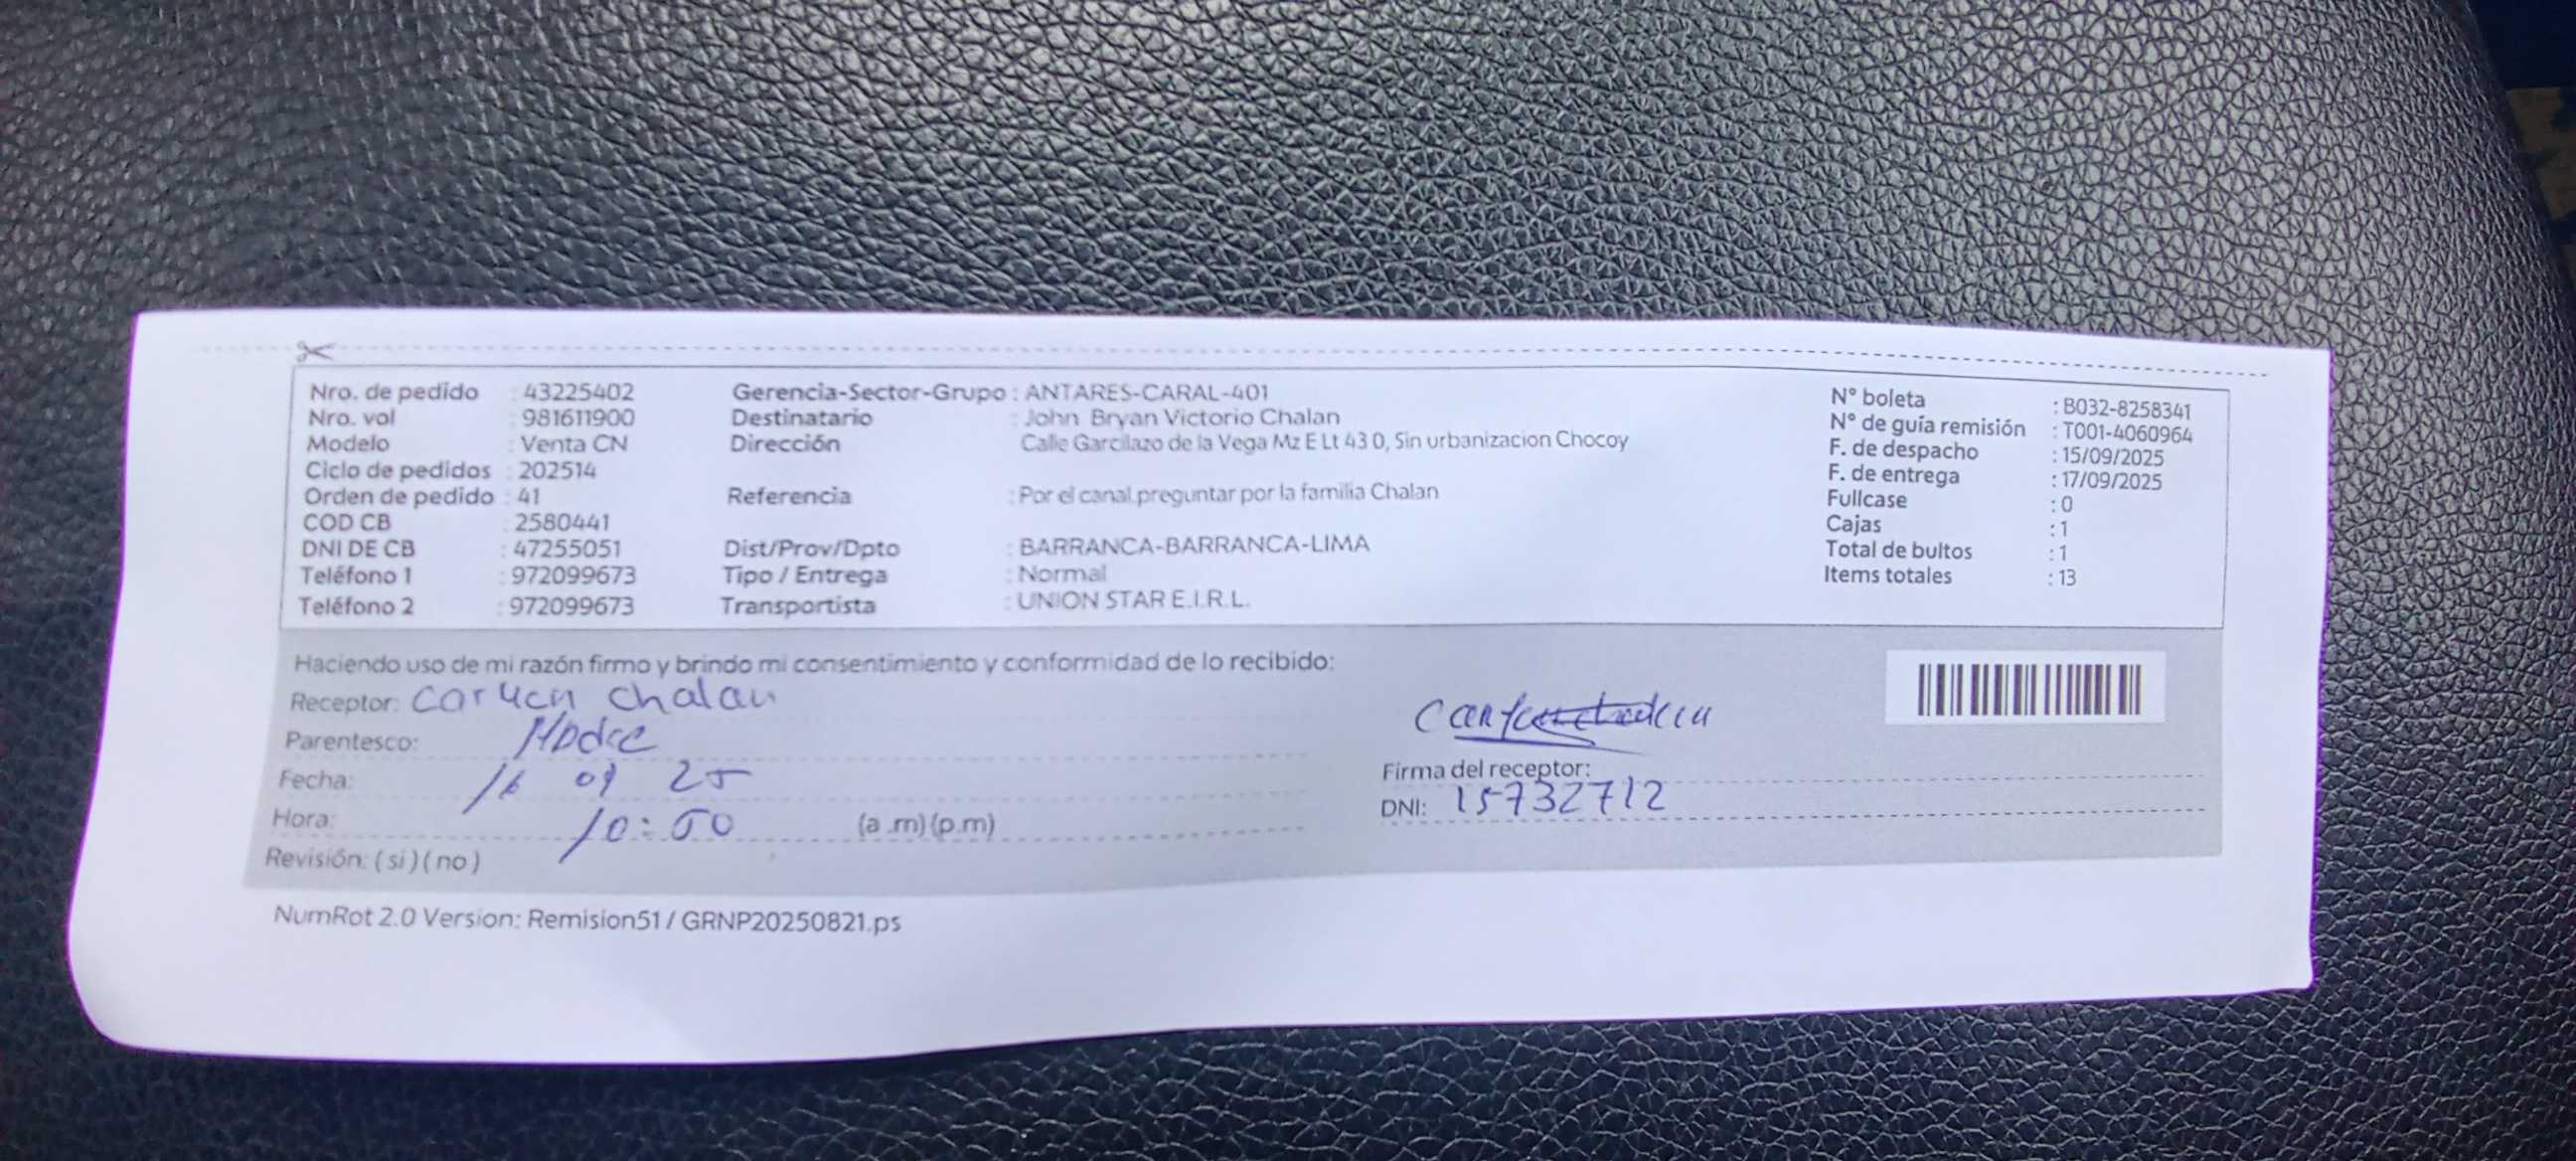 Nro. de pedido : 43225402
Nro. vol : 981611900
Modelo : Venta CN
Ciclo de pedidos : 202514
Orden de pedido : 41
COD CB : 2580441
DNI DE CB : 47255051
Teléfono 1 : 972099673
Teléfono 2 : 972099673
Gerencia-Sector-Grupo : ANTARES-CARAL-401
Destinatario : John Bryan Victorio Chalan
Dirección : Calle Garcilazo de la Vega Mz E Lt 43 0, Sin urbanizacion Chocoy
Referencia : Por el canal preguntar por la familia Chalan
Dist/Prov/Dpto : BARRANCA-BARRANCA-LIMA
Tipo / Entrega : Normal
Transportista : UNION STAR E.I.R.L.
N° boleta : B032-8258341
N° de guía remisión : T001-4060964
F. de despacho : 15/09/2025
F. de entrega : 17/09/2025
Fullcase : 0
Cajas : 1
Total de bultos : 1
Items totales : 13
Haciendo uso de mi razón firmo y brindo mi consentimiento y conformidad de lo recibido:
Receptor: Carmen Chalan
Parentesco: Madre
Fecha: 16 09 25
Hora: 10:50 (a.m) (p.m)
Revisión: ( si ) ( no )
Firma del receptor:
DNI: 15732712
NumRot 2.0 Version: Remision51 / GRNP20250821.ps